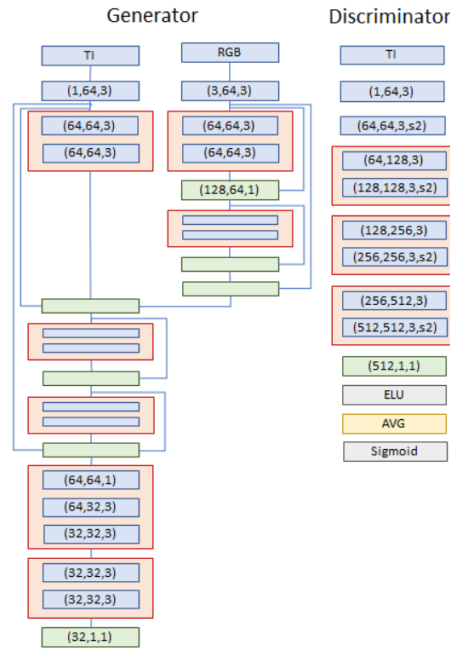 Generator
TI
(1,64,3)
(64,64,3)
(64,64,3)
RGB
(3,64,3)
(64,64,3)
(64,64,3)
(128,64,1)
(64,64,1)
(64,32,3)
(32,32,3)
(32,32,3)
(32,32,3)
(32,1,1)
Discriminator
TI
(1,64,3)
(64,64,3,s2)
(64,128,3)
(128,128,3,s2)
(128,256,3)
(256,256,3,s2)
(256,512,3)
(512,512,3,s2)
(512,1,1)
ELU
AVG
Sigmoid